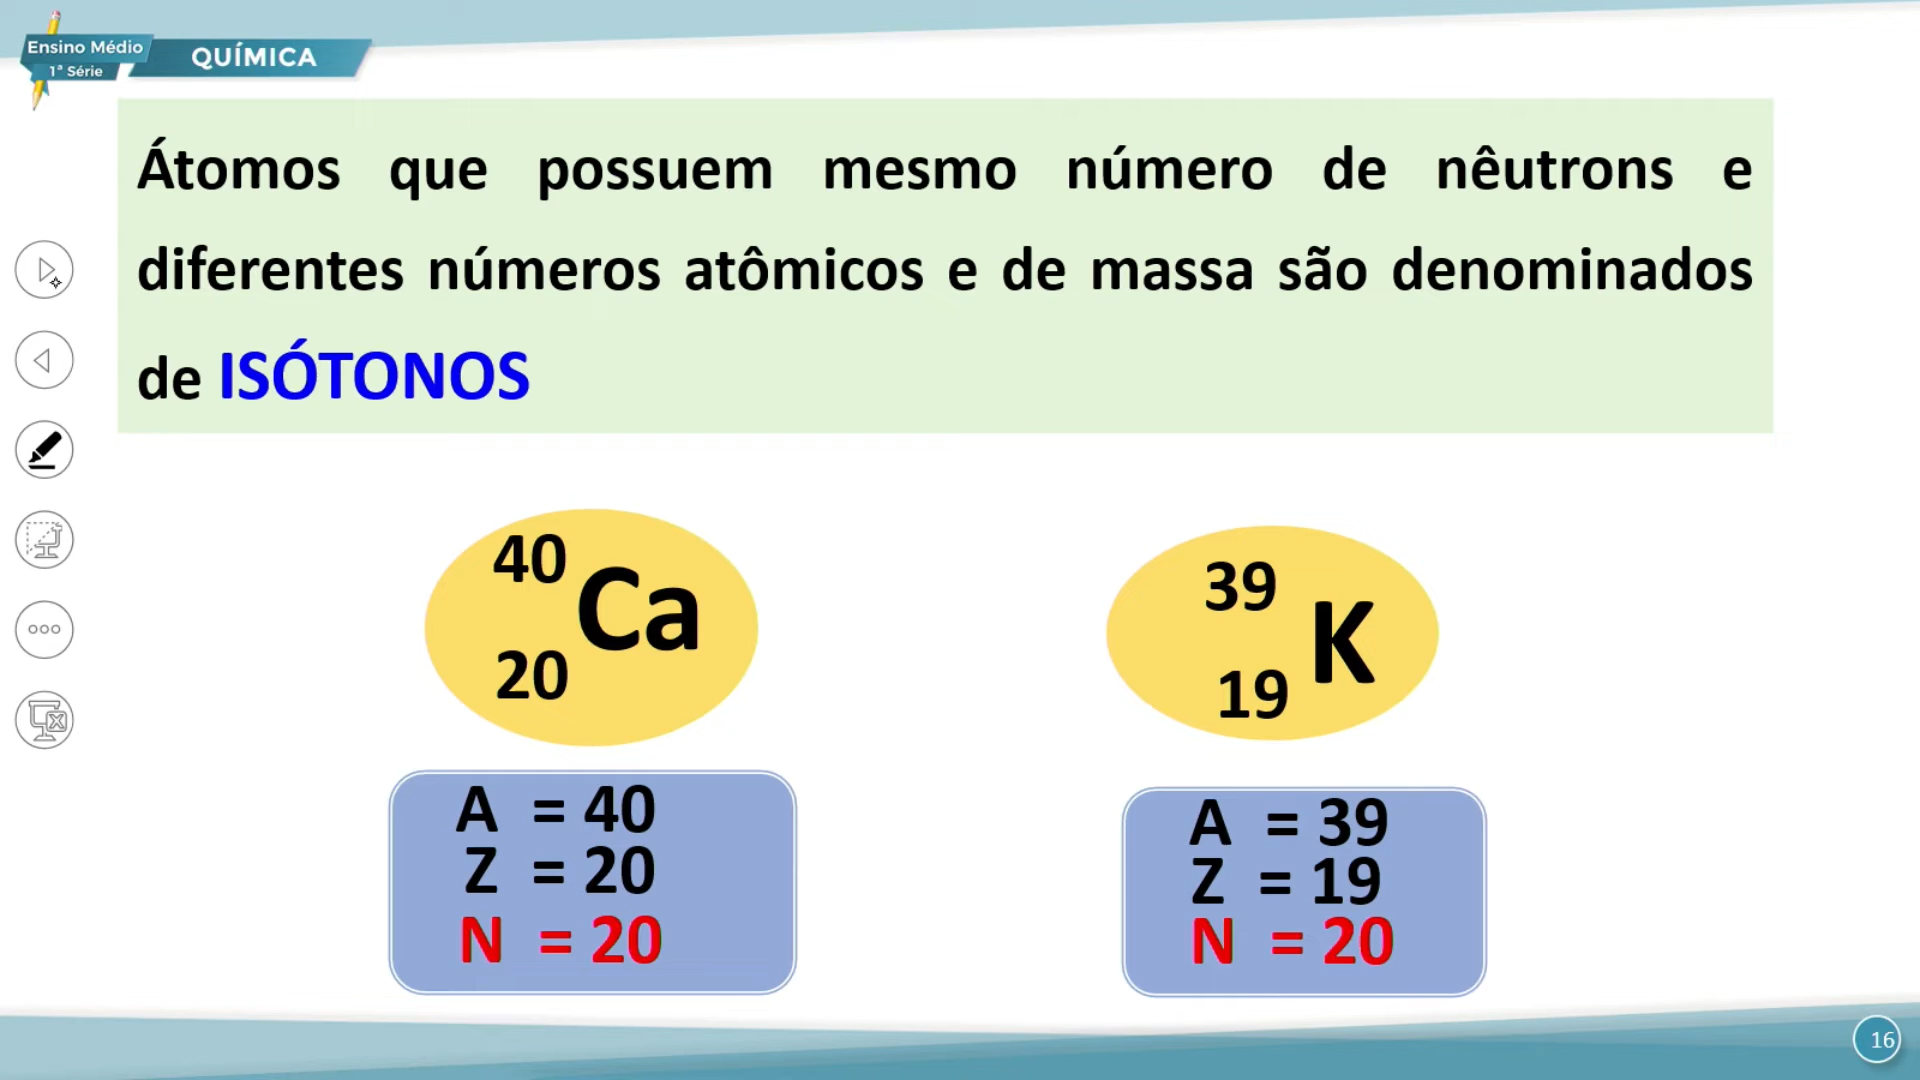 Ensino Médio
1ª Série
QUÍMICA
Átomos que possuem mesmo número de nêutrons e
diferentes números atômicos e de massa são denominados
de ISÓTONOS
40
Ca
20
39
K
19
A = 40
Z = 20
N = 20
A = 39
Z = 19
N = 20
16